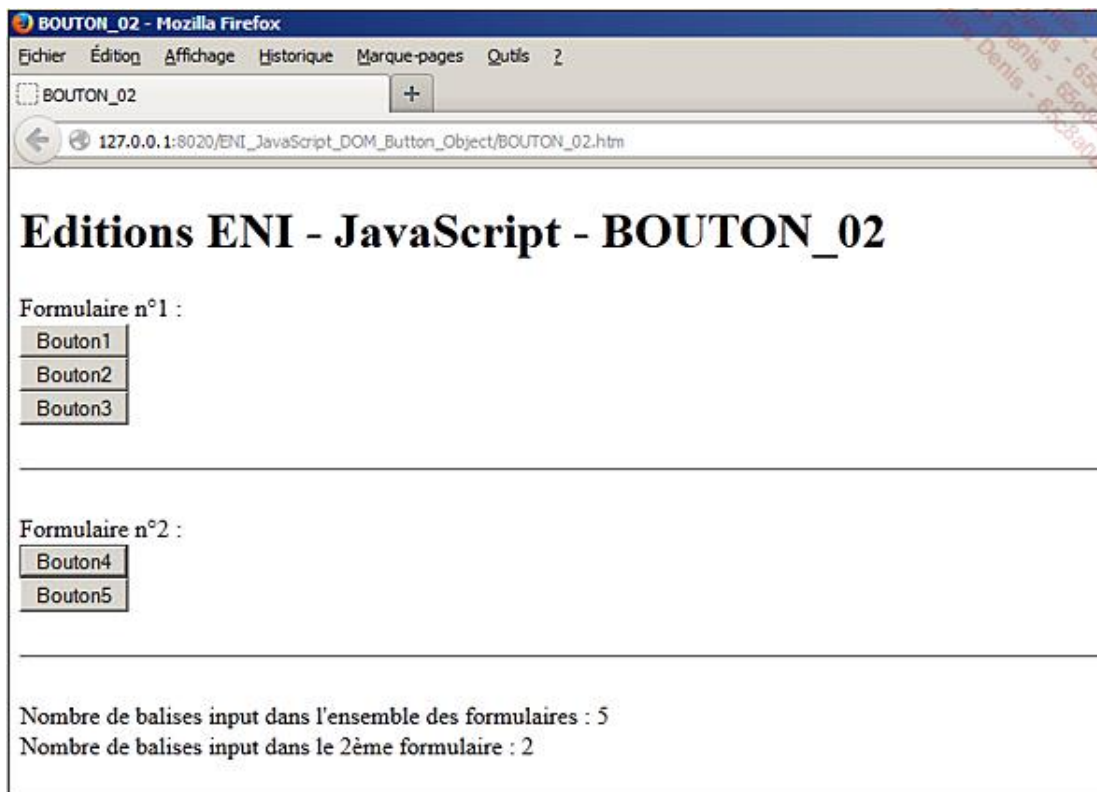 BOUTON_02 - Mozilla Firefox
Fichier Édition Affichage Historique Marque-pages Outils ?
BOUTON_02 +
127.0.0.1:8020/ENI_JavaScript_DOM_Button_Object/BOUTON_02.htm
Editions ENI - JavaScript - BOUTON_02
Formulaire n°1 :
Bouton1
Bouton2
Bouton3
Formulaire n°2 :
Bouton4
Bouton5
Nombre de balises input dans l'ensemble des formulaires : 5
Nombre de balises input dans le 2ème formulaire : 2